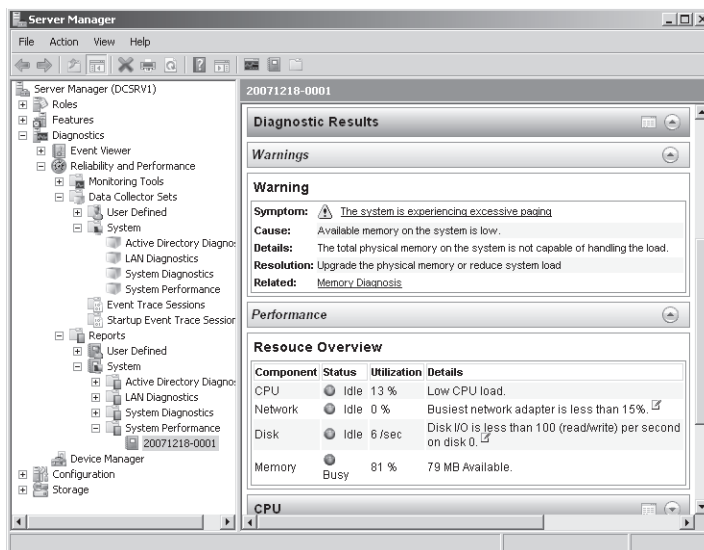 Server Manager
File Action View Help
Server Manager (DCSRV1)
Roles
Features
Diagnostics
Event Viewer
Reliability and Performance
Monitoring Tools
Data Collector Sets
User Defined
System
Active Directory Diagno
LAN Diagnostics
System Diagnostics
System Performance
Event Trace Sessions
Startup Event Trace Session
Reports
User Defined
System
Active Directory Diagno
LAN Diagnostics
System Diagnostics
System Performance
20071218-0001
Device Manager
Configuration
Storage
20071218-0001
Diagnostic Results
Warnings
Warning
Symptom: The system is experiencing excessive paging
Cause: Available memory on the system is low.
Details: The total physical memory on the system is not capable of handling the load.
Resolution: Upgrade the physical memory or reduce system load
Related: Memory Diagnosis
Performance
Resouce Overview
Component Status Utilization Details
CPU Idle 13 % Low CPU load.
Network Idle 0 % Busiest network adapter is less than 15%.
Disk Idle 6 /sec Disk I/O is less than 100 (read/write) per second
on disk 0.
Memory Busy 81 % 79 MB Available.
CPU